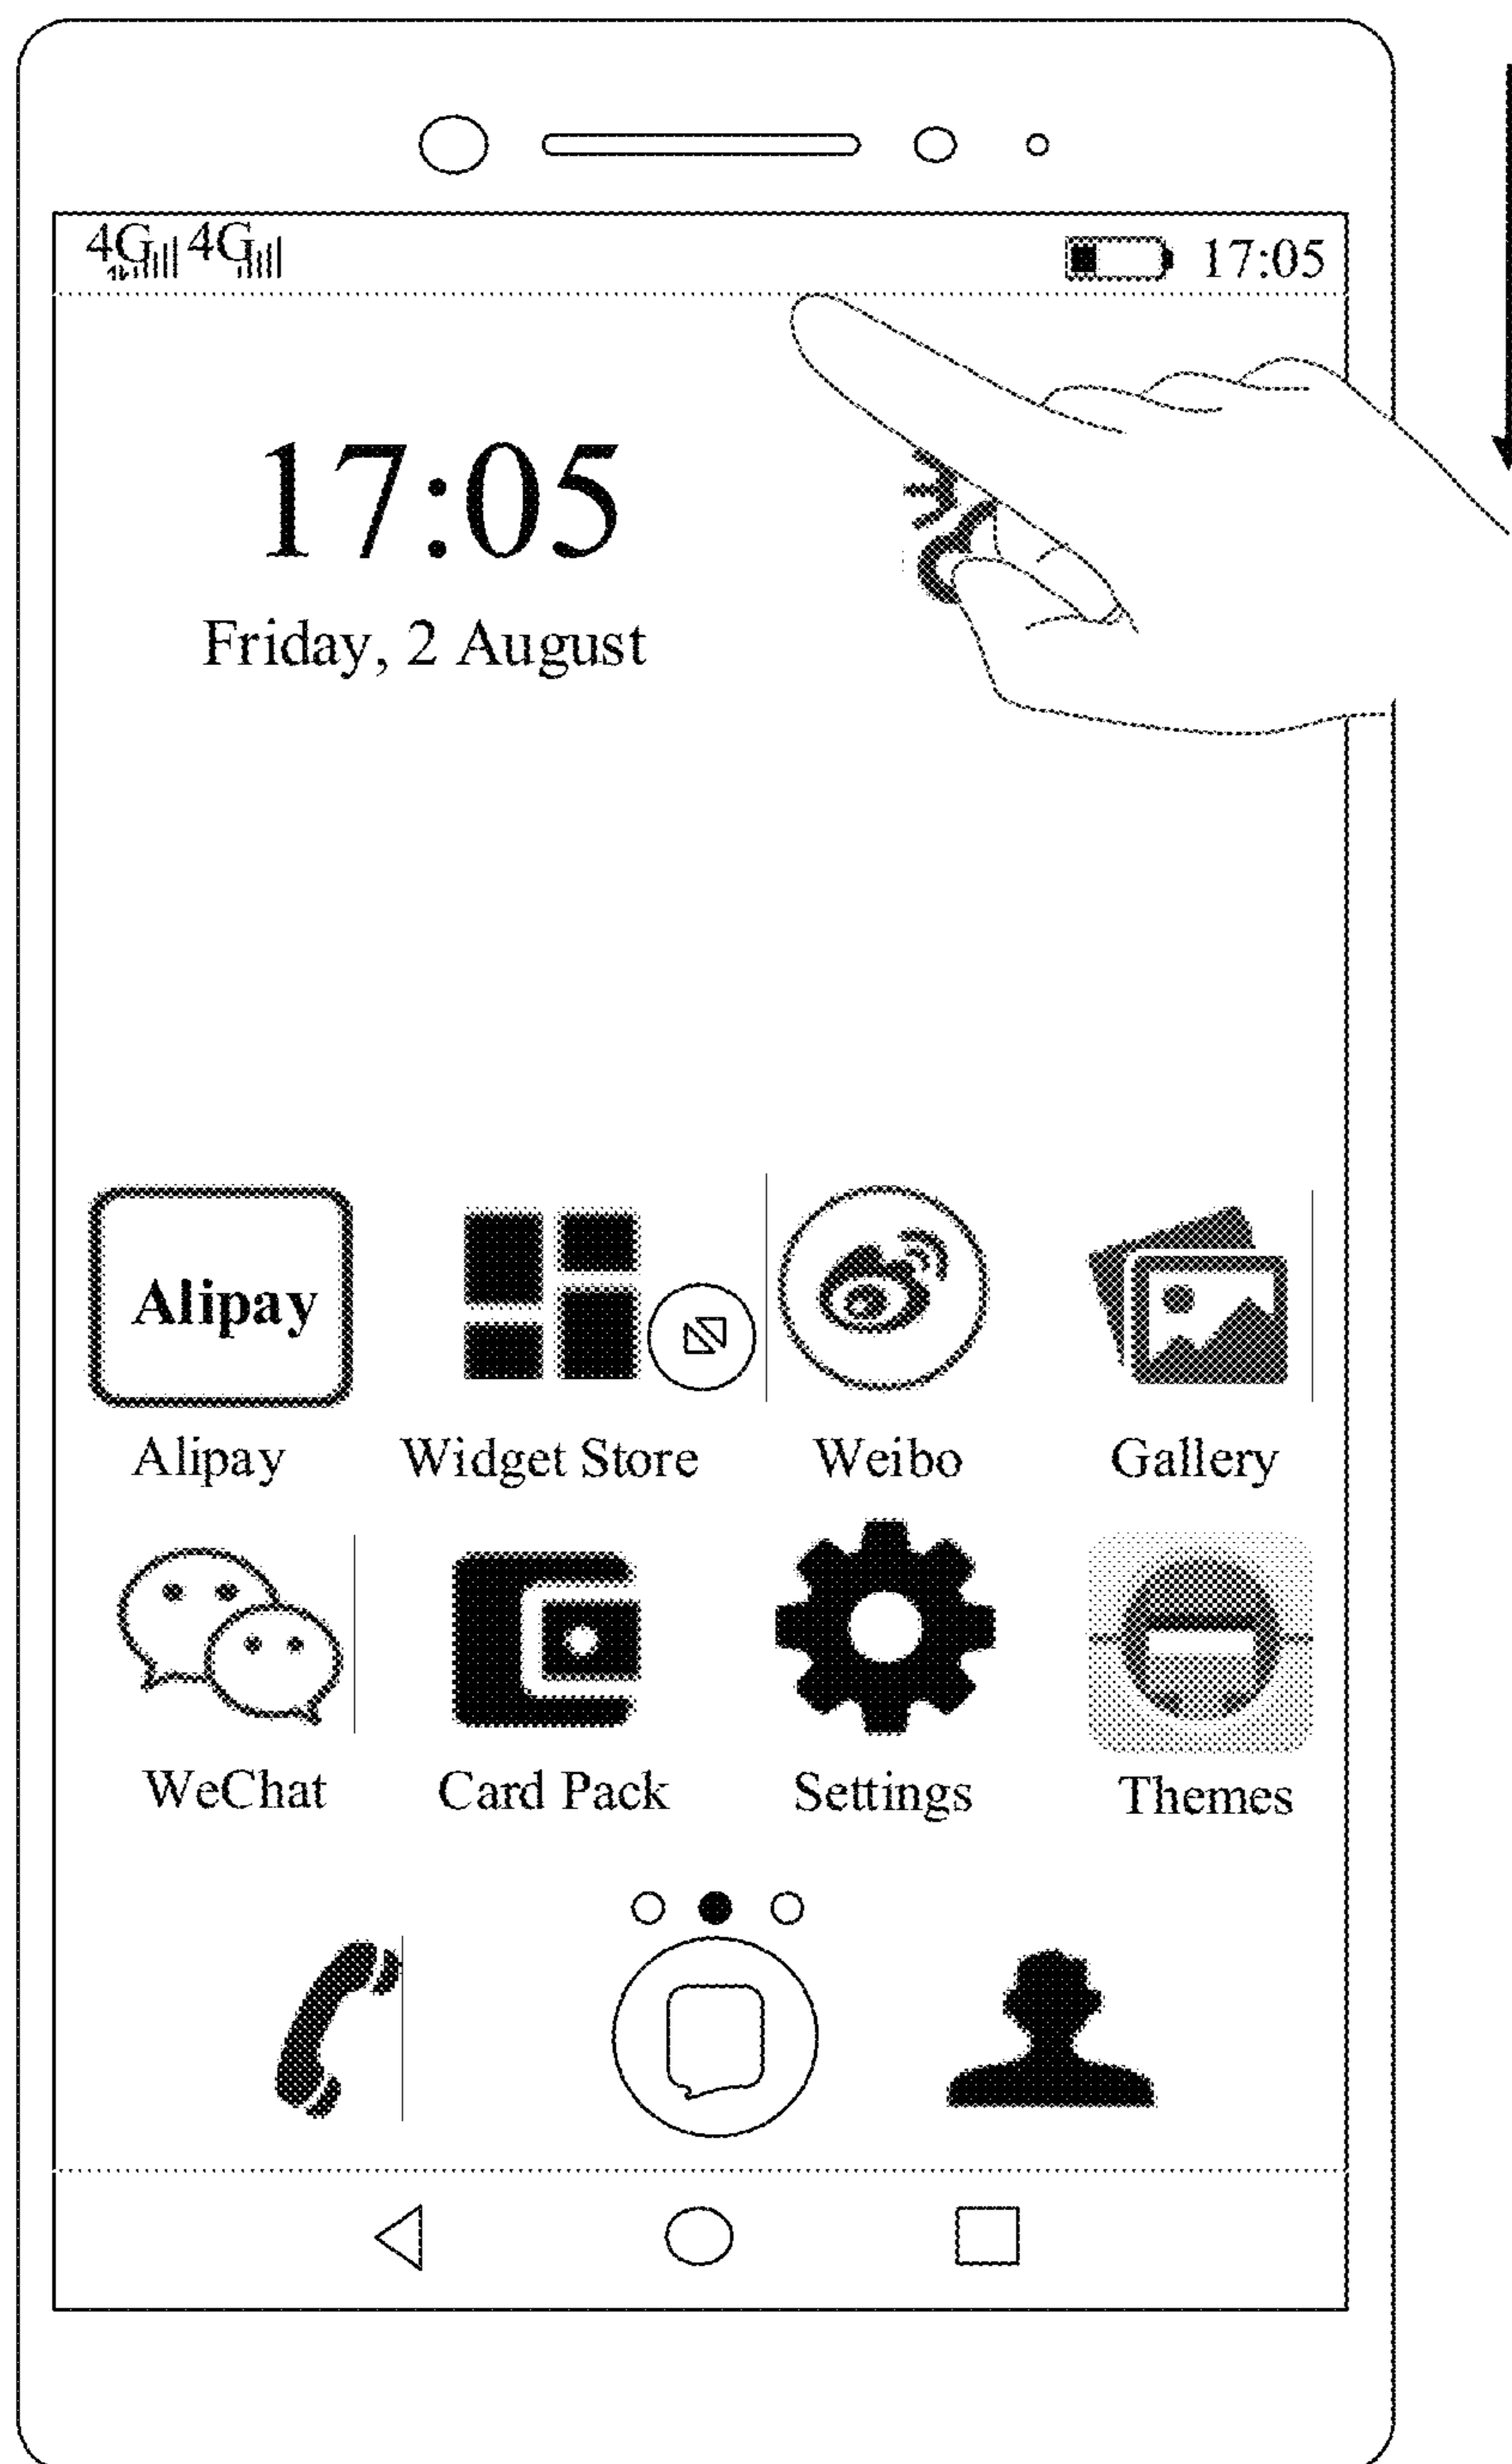 4G 4G 17:05
17:05
Friday, 2 August
Alipay
Alipay Widget Store Weibo Gallery
WeChat Card Pack Settings Themes